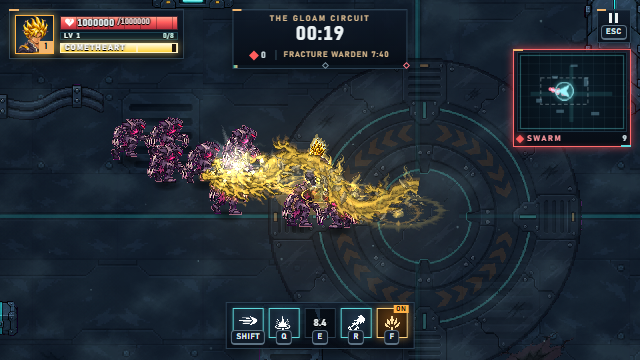 1000000/1000000
LV 1
0/8
COMETHEART
1
THE GLOAM CIRCUIT
00:19
0
FRACTURE WARDEN 7:40
ESC
SWARM
9
ON
8.4
SHIFT
Q
E
R
F